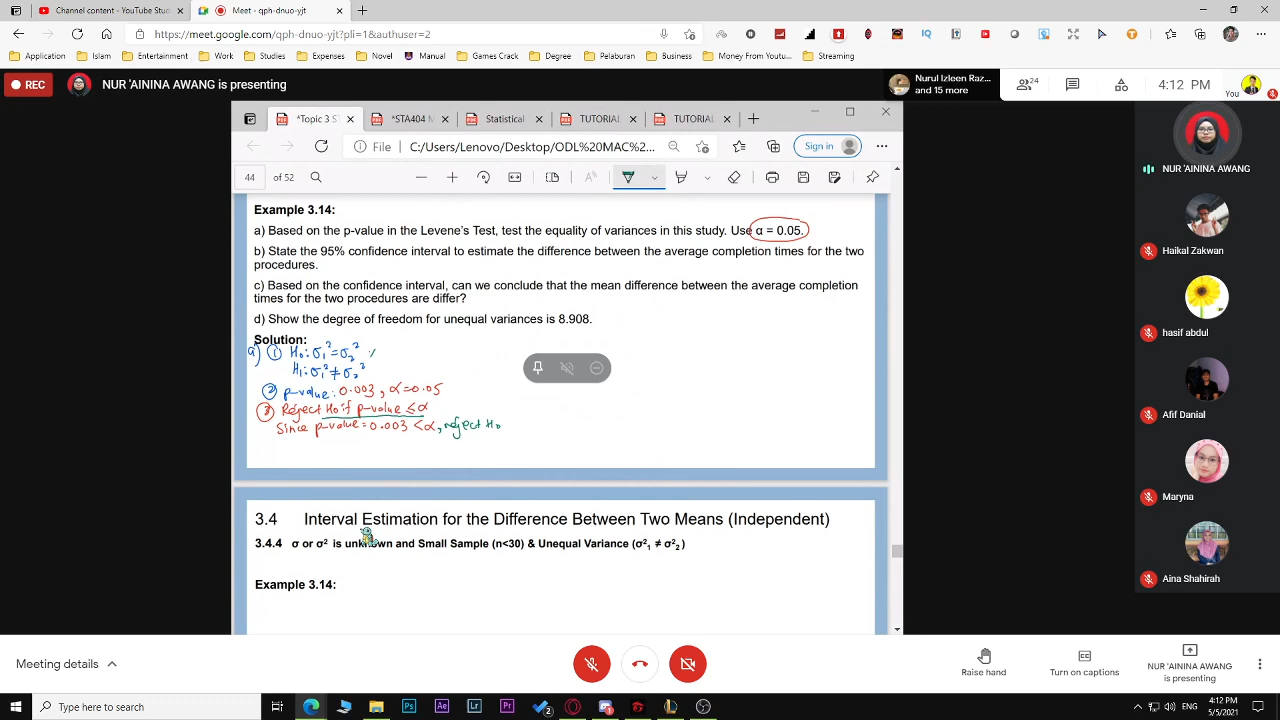 Channel content - YouTube Stud
Meet - qph-dnuo-yjt
https://meet.google.com/qph-dnuo-yjt?pli=1&authuser=2
Application
Islam
Work
Studies
Expenses
Novel
Manual
Games Crack
Degree
Pelaburan
Business
Money From Youtu...
Streaming
REC
NUR 'AININA AWANG is presenting
Nurul Izleen Raz...
and 15 more
24
4:12 PM
You
*Topic 3 ST
*STA404 N
Statistical
TUTORIAL
TUTORIAL
File
C:/Users/Lenovo/Desktop/ODL%20MAC%20...
Sign in
44 of 52
Example 3.14:
a) Based on the p-value in the Levene's Test, test the equality of variances in this study. Use α = 0.05.
b) State the 95% confidence interval to estimate the difference between the average completion times for the two
procedures.
c) Based on the confidence interval, can we conclude that the mean difference between the average completion
times for the two procedures are differ?
d) Show the degree of freedom for unequal variances is 8.908.
Solution:
a) ① H₀: σ₁² = σ₂²
H₁: σ₁² ≠ σ₂²
② p-value: 0.003, α = 0.05
③ Reject H₀ if p-value ≤ α
Since p-value = 0.003 < α, reject H₀
3.4 Interval Estimation for the Difference Between Two Means (Independent)
3.4.4 σ or σ² is unknown and Small Sample (n<30) & Unequal Variance (σ²₁ ≠ σ²₂)
Example 3.14:
NUR 'AININA AWANG
Haikal Zakwan
hasif abdul
Afif Danial
Maryna
Aina Shahirah
Meeting details
Raise hand
Turn on captions
NUR 'AININA AWANG
is presenting
Type here to search
Ps
Ae
Lr
Pr
ENG
4:12 PM
5/5/2021